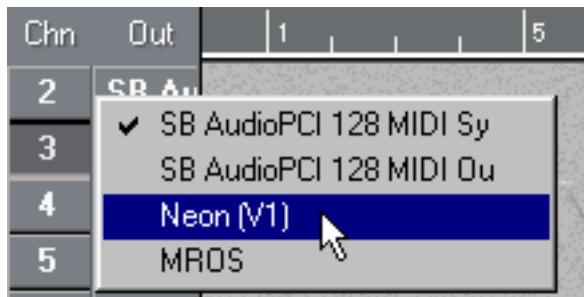 Chn Out 1 5
2 SB Au
✓ SB AudioPCI 128 MIDI Sy
3
SB AudioPCI 128 MIDI Ou
4 Neon (V1)
5 MROS